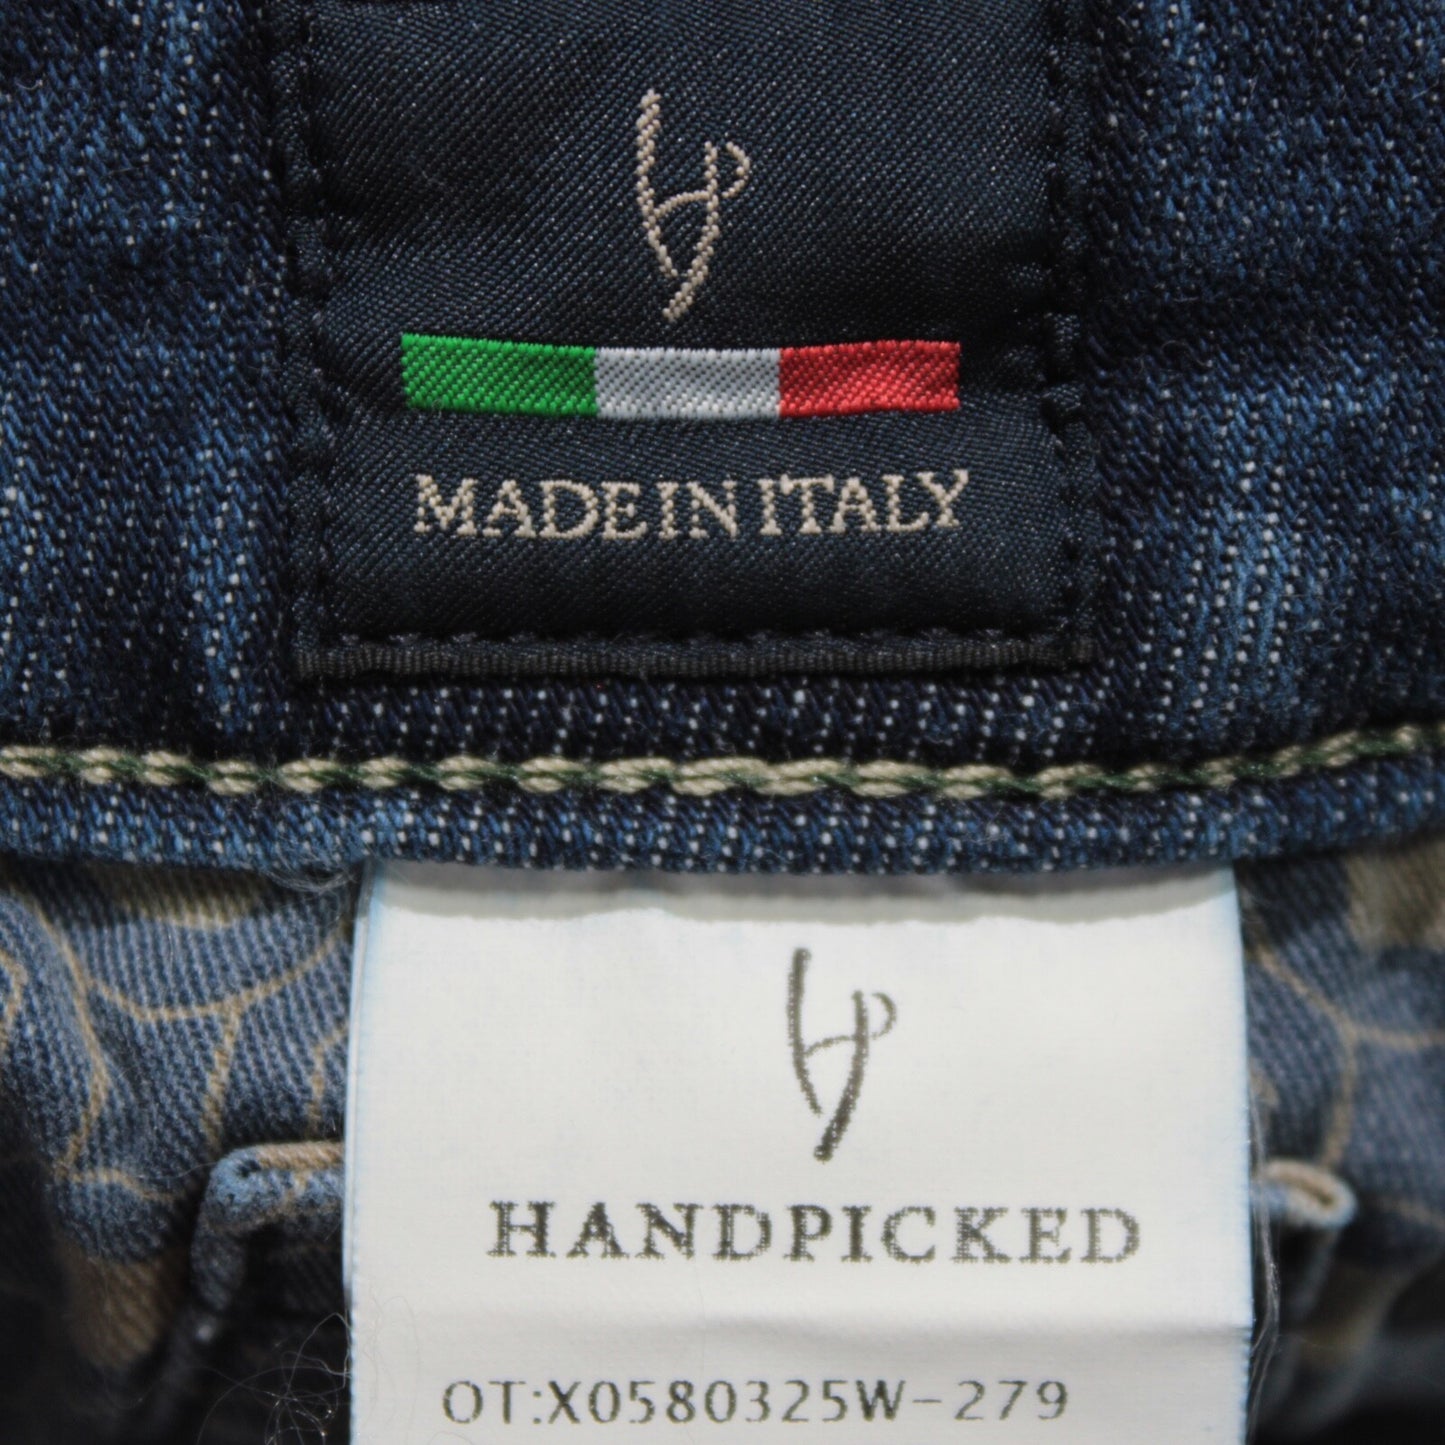 MADE IN ITALY
HANDPICKED
OT:X0580325W-279